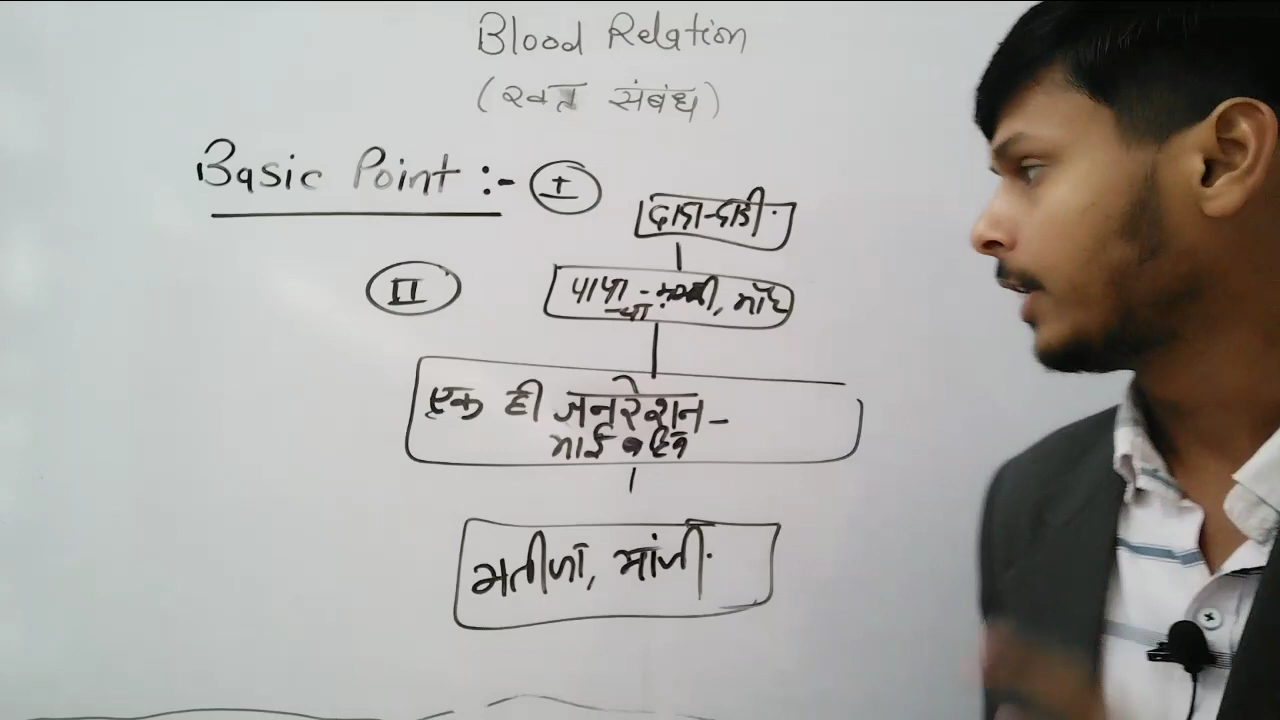 Blood Relation
(रक्त संबंध)
Basic Point :- I
दादा-दादी.
II
पापा - मम्मी,
एक ही जनरेशन -
भाई बहन
भतीजा, भांजी.